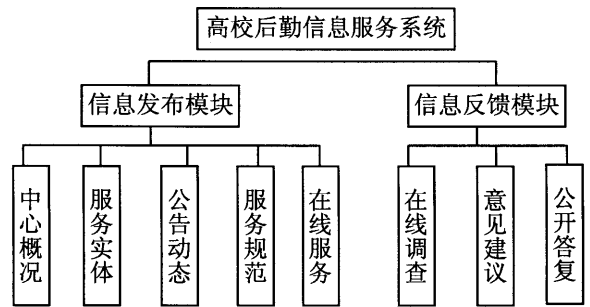 高校后勤信息服务系统
信息发布模块
信息反馈模块
中心概况
服务实体
公告动态
服务规范
在线服务
在线调查
意见建议
公开答复